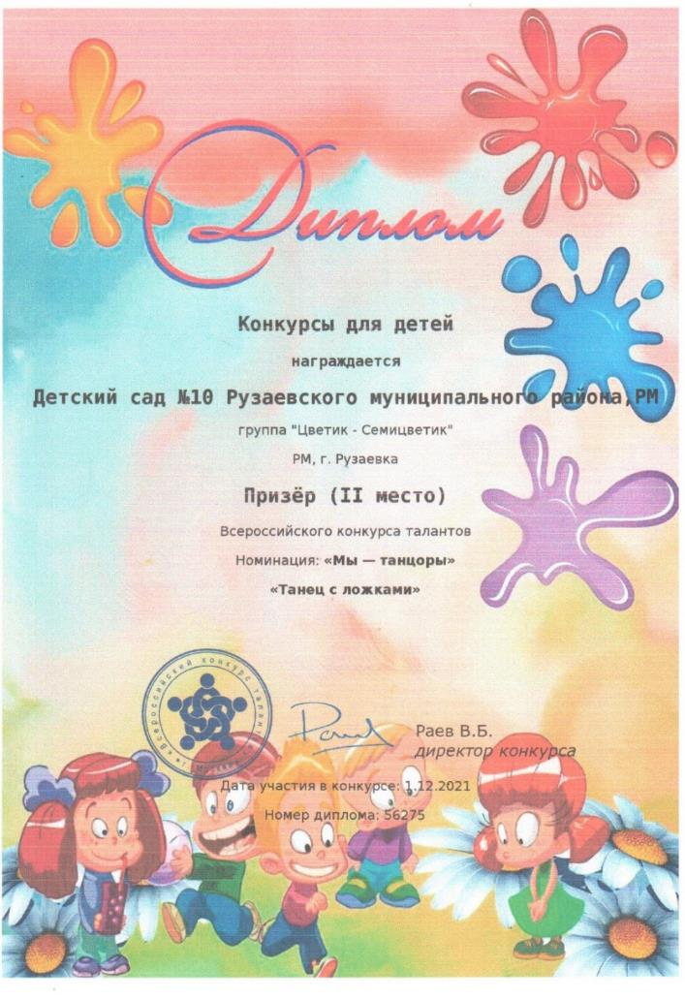 Диплом
Конкурсы для детей
награждается
Детский сад №10 Рузаевского муниципального района,РМ
группа "Цветик - Семицветик"
РМ, г. Рузаевка
Призёр (II место)
Всероссийского конкурса талантов
Номинация: «Мы — танцоры»
«Танец с ложками»
«Всероссийский конкурс талантов»
Раев В.Б.
директор конкурса
Дата участия в конкурсе: 1.12.2021
Номер диплома: 56275